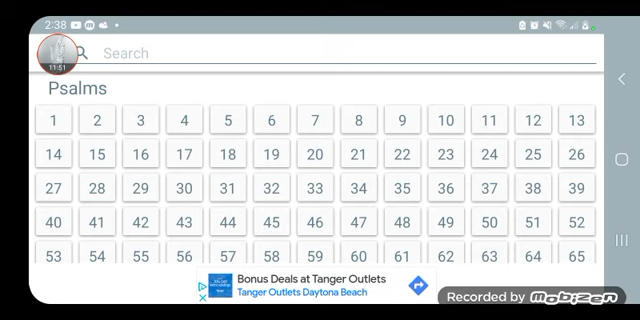 2:38
11:51
Search
Psalms
1 2 3 4 5 6 7 8 9 10 11 12 13
14 15 16 17 18 19 20 21 22 23 24 25 26
27 28 29 30 31 32 33 34 35 36 37 38 39
40 41 42 43 44 45 46 47 48 49 50 51 52
53 54 55 56 57 58 59 60 61 62 63 64 65
Bonus Deals at Tanger Outlets
Tanger Outlets Daytona Beach
Recorded by Mobizen